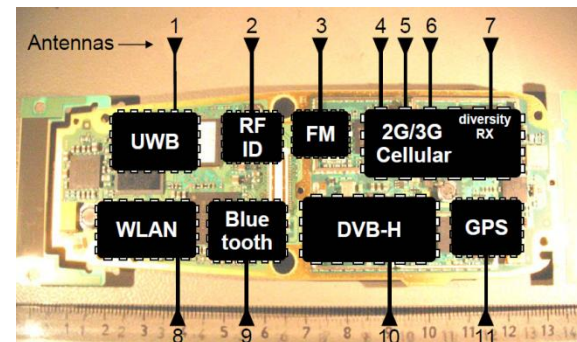 1 2 3 4 5 6 7
Antennas
UWB
RF
ID
FM
2G/3G
Cellular
diversity
RX
WLAN
Blue
tooth
DVB-H
GPS
8 9 10 11